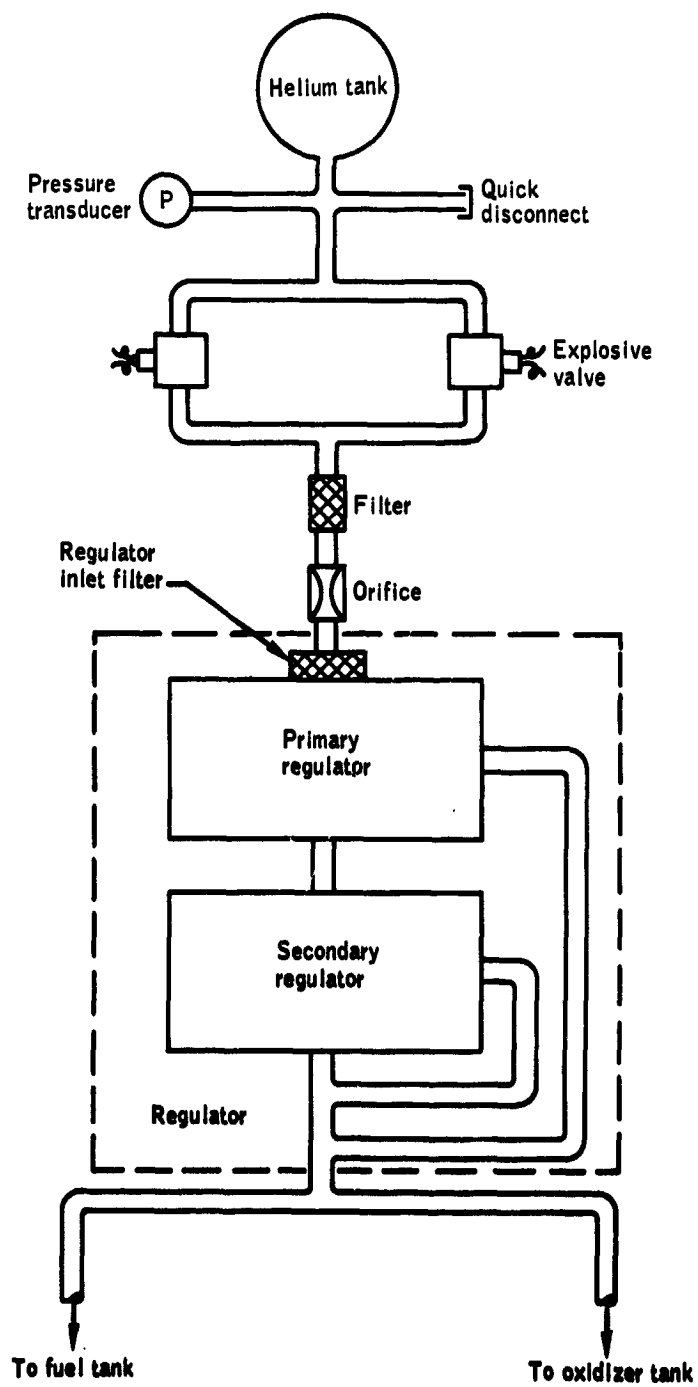 Helium tank
Pressure
transducer
P
Quick
disconnect
Explosive
valve
Filter
Regulator
inlet filter
Orifice
Primary
regulator
Secondary
regulator
Regulator
To fuel tank
To oxidizer tank